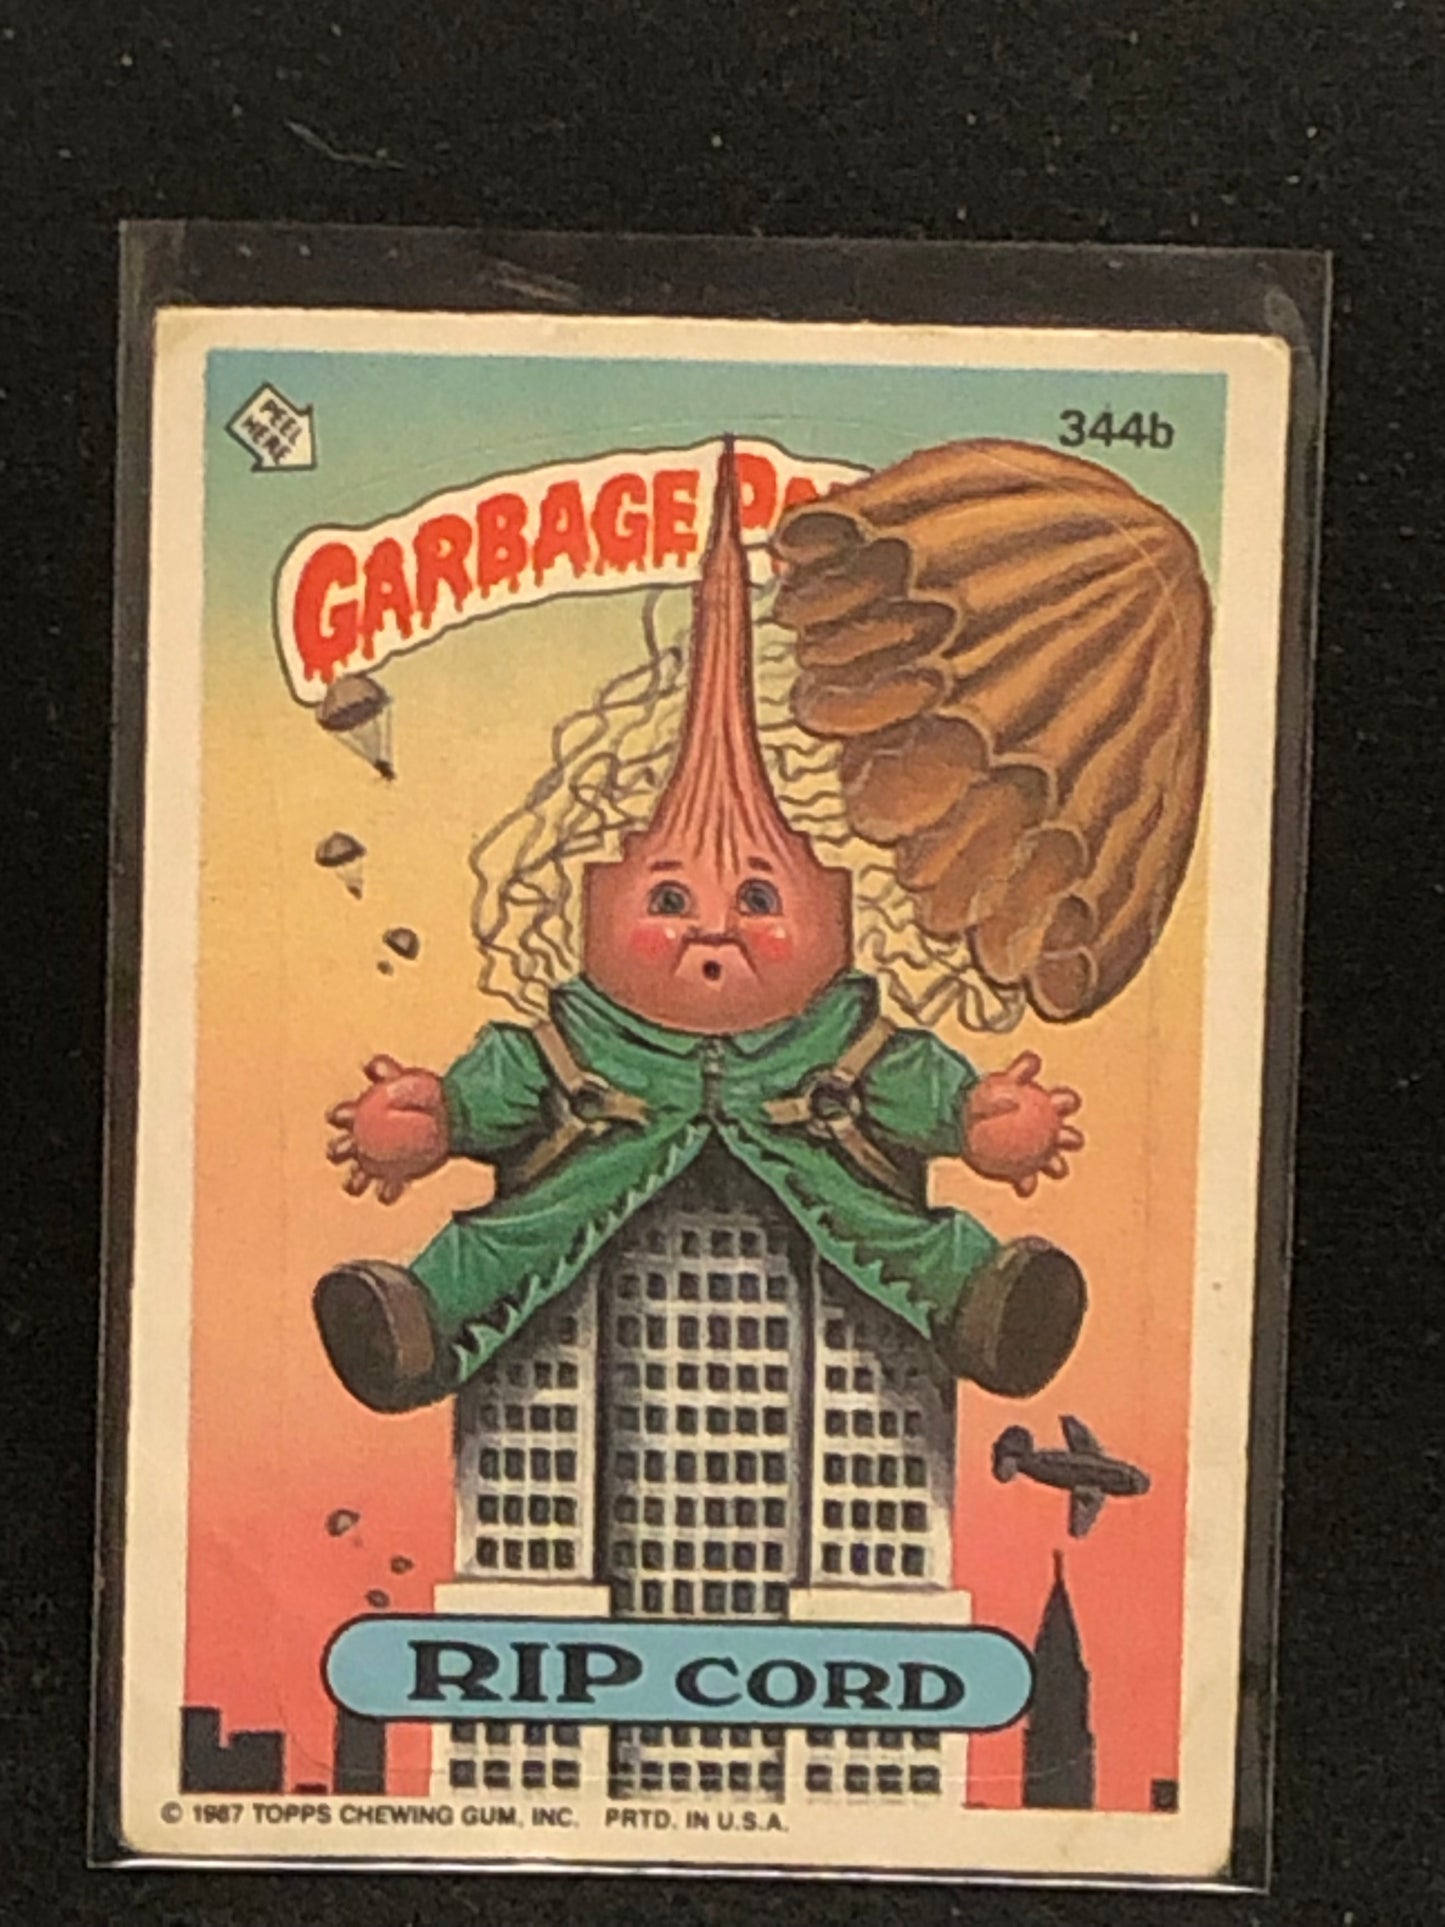 PEEL
HERE
344b
GARBAGE PA
RIP CORD
© 1987 TOPPS CHEWING GUM, INC. PRTD. IN U.S.A.